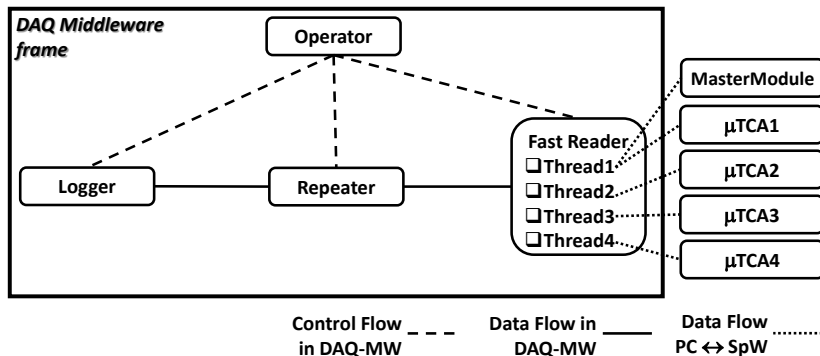 DAQ Middleware
frame
Operator
MasterModule
Fast Reader
❑Thread1
❑Thread2
❑Thread3
❑Thread4
μTCA1
μTCA2
μTCA3
μTCA4
Logger
Repeater
Control Flow
in DAQ-MW
Data Flow in
DAQ-MW
Data Flow
PC ↔ SpW